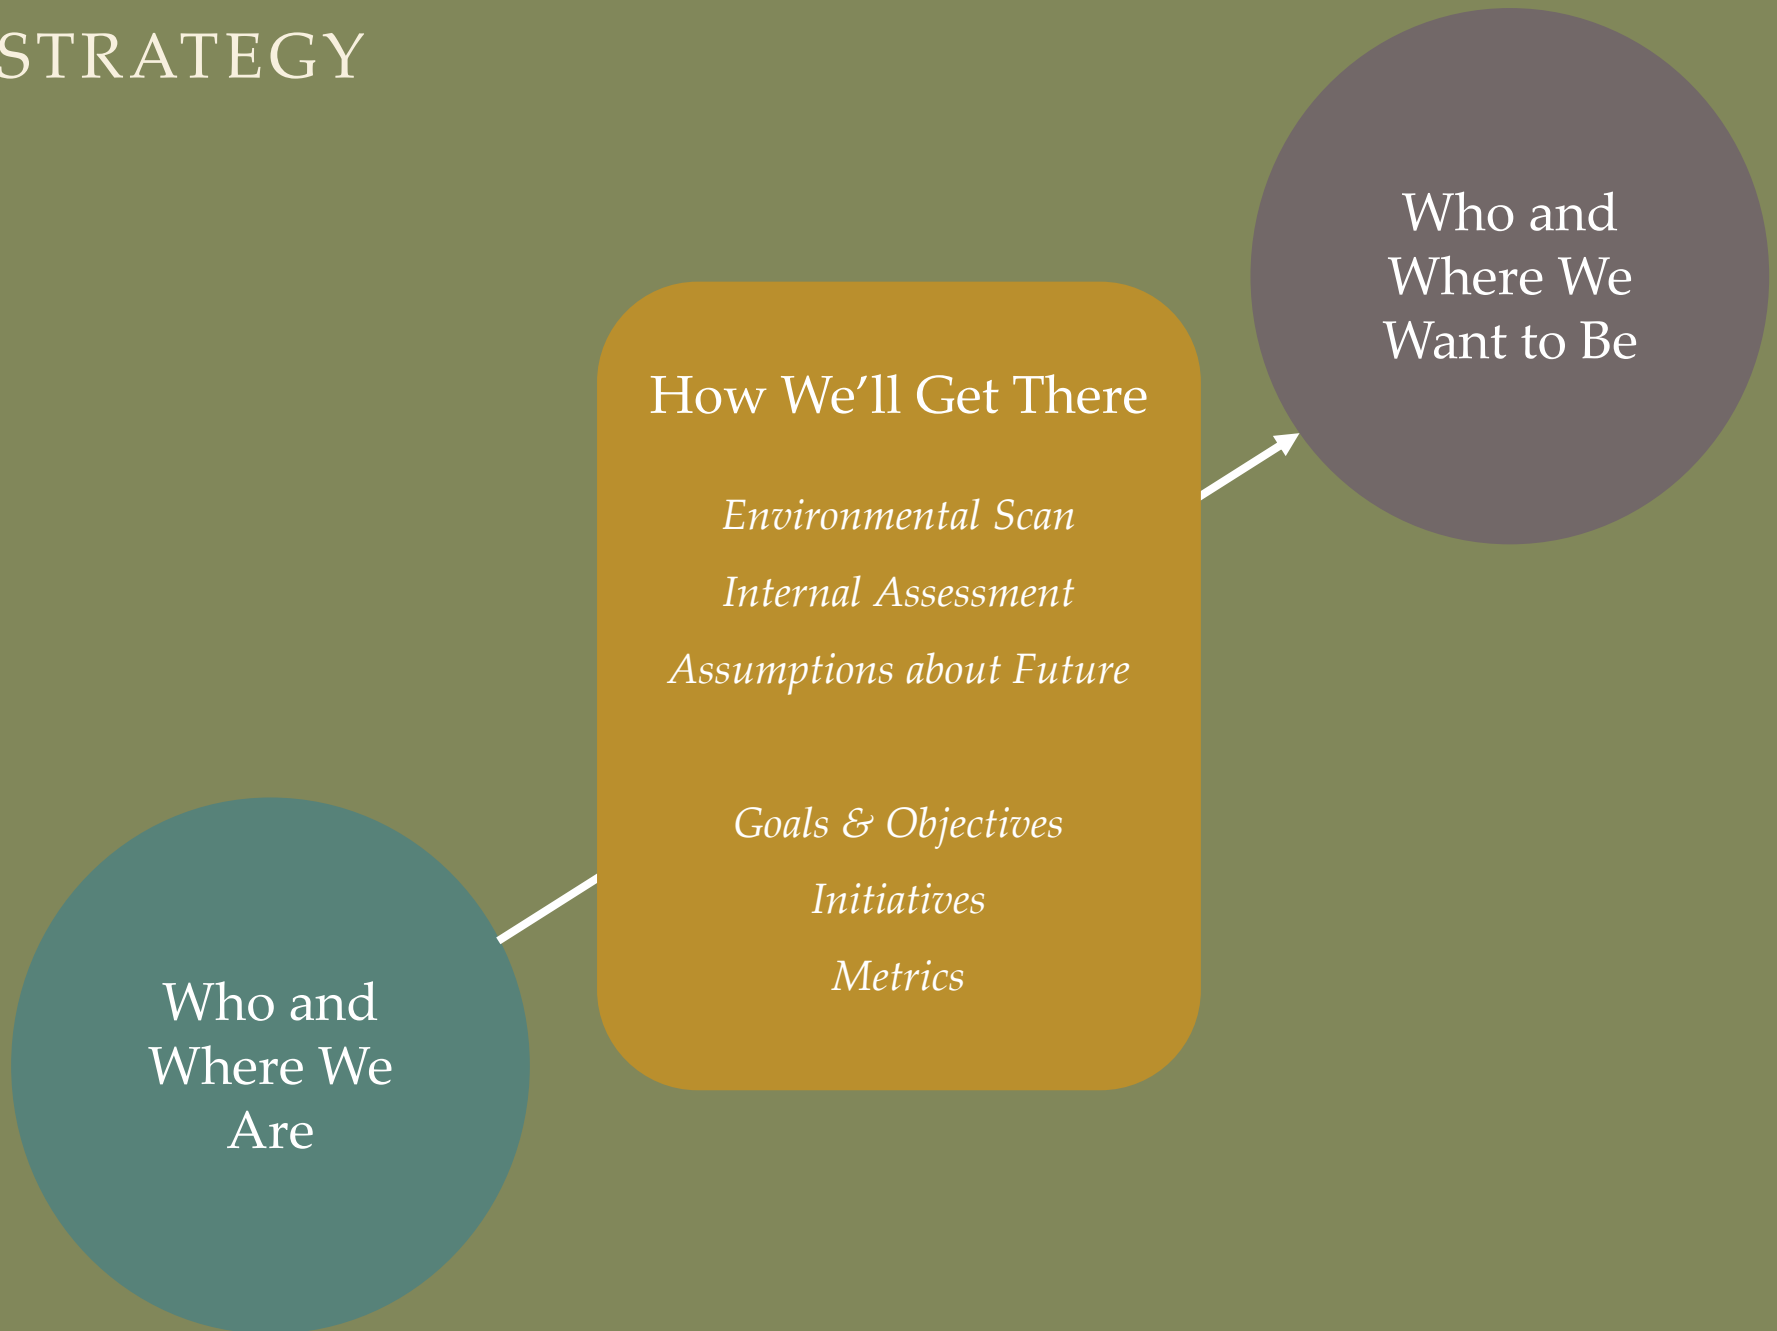 STRATEGY
Who and
Where We
Want to Be
How We’ll Get There
Environmental Scan
Internal Assessment
Assumptions about Future
Goals & Objectives
Initiatives
Metrics
Who and
Where We
Are